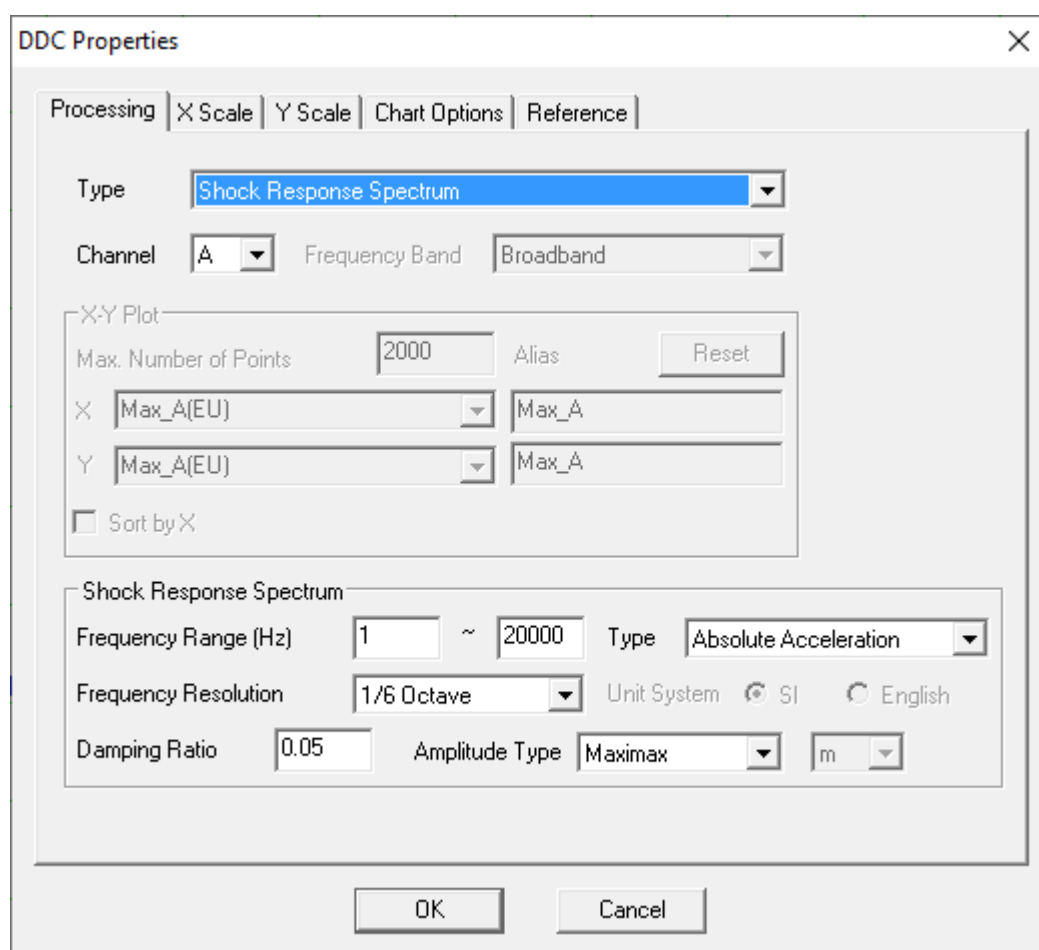 DDC Properties
Processing X Scale Y Scale Chart Options Reference
Type Shock Response Spectrum
Channel A Frequency Band Broadband
X-Y Plot
Max. Number of Points 2000 Alias Reset
X Max_A(EU) Max_A
Y Max_A(EU) Max_A
Sort by X
Shock Response Spectrum
Frequency Range (Hz) 1 ~ 20000 Type Absolute Acceleration
Frequency Resolution 1/6 Octave Unit System SI English
Damping Ratio 0.05 Amplitude Type Maximax m
OK Cancel